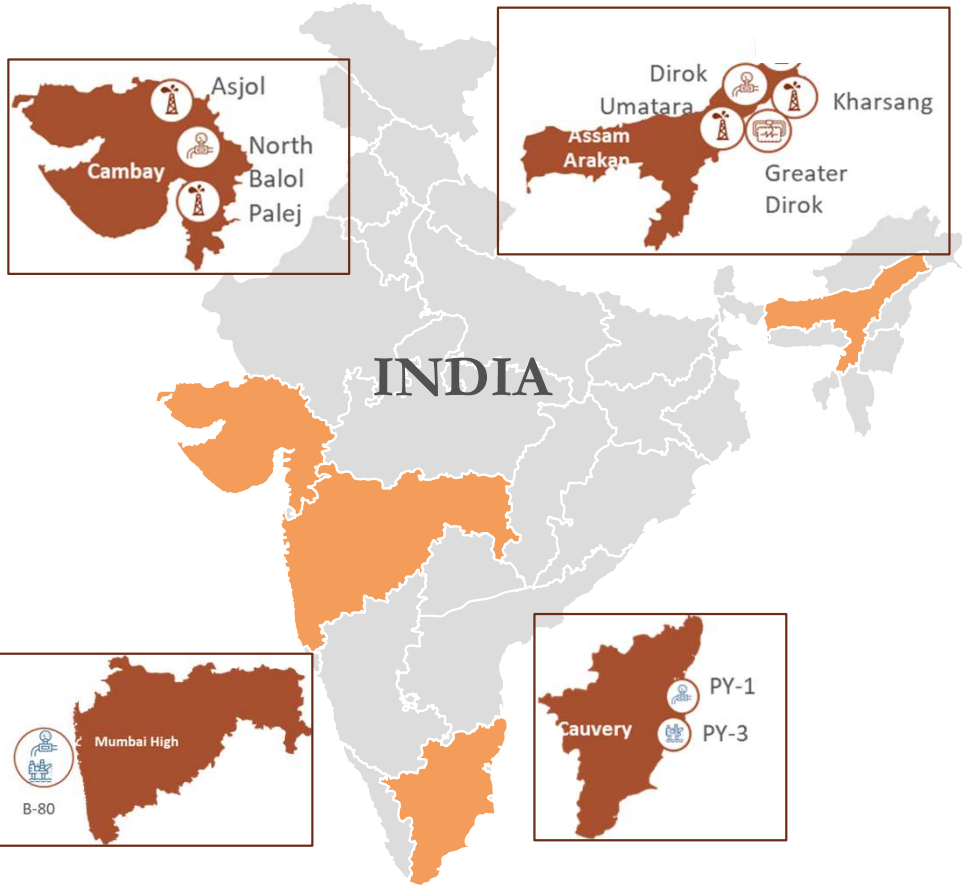 Asjol
North
Balol
Palej
Cambay
Dirok
Umatara
Kharsang
Assam
Arakan
Greater
Dirok
INDIA
Mumbai High
B-80
PY-1
PY-3
Cauvery